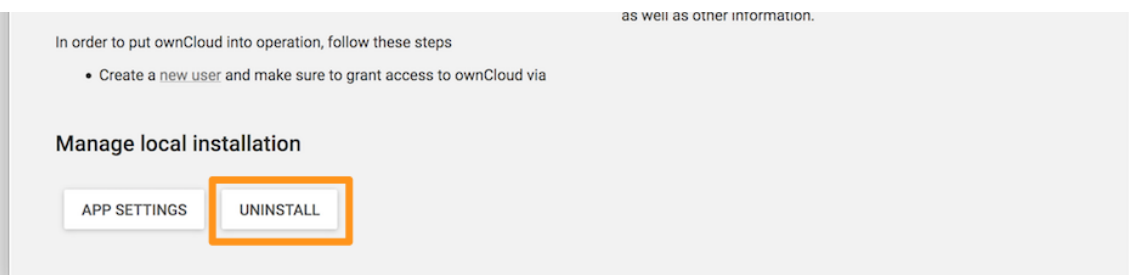 as well as other information.
In order to put ownCloud into operation, follow these steps
• Create a new user and make sure to grant access to ownCloud via
Manage local installation
APP SETTINGS
UNINSTALL